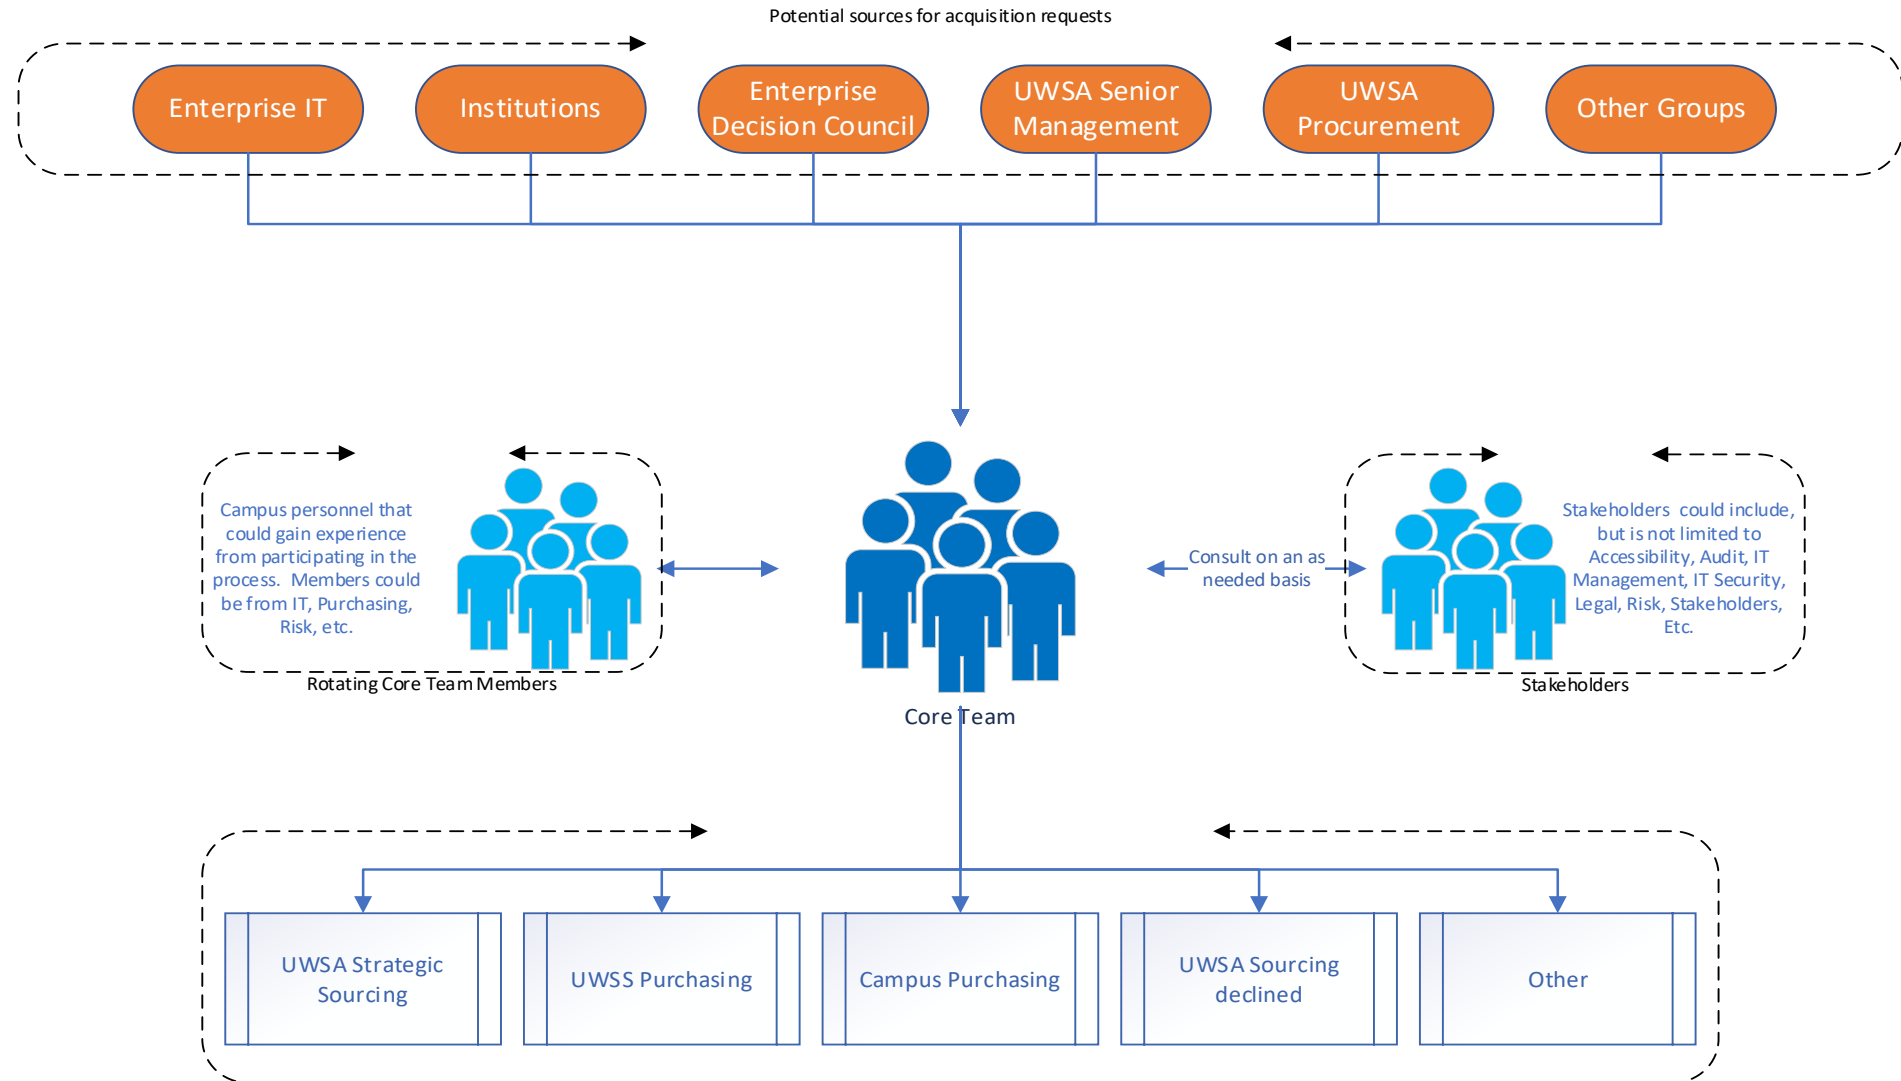 Potential sources for acquisition requests
Enterprise IT
Institutions
Enterprise
Decision Council
UWSA Senior
Management
UWSA
Procurement
Other Groups
Campus personnel that
could gain experience
from participating in the
process.  Members could
be from IT, Purchasing,
Risk, etc.
Rotating Core Team Members
Core Team
Consult on an as
needed basis
Stakeholders  could include,
but is not limited to
Accessibility, Audit, IT
Management, IT Security,
Legal, Risk, Stakeholders,
Etc.
Stakeholders
UWSA Strategic
Sourcing
UWSS Purchasing
Campus Purchasing
UWSA Sourcing
declined
Other